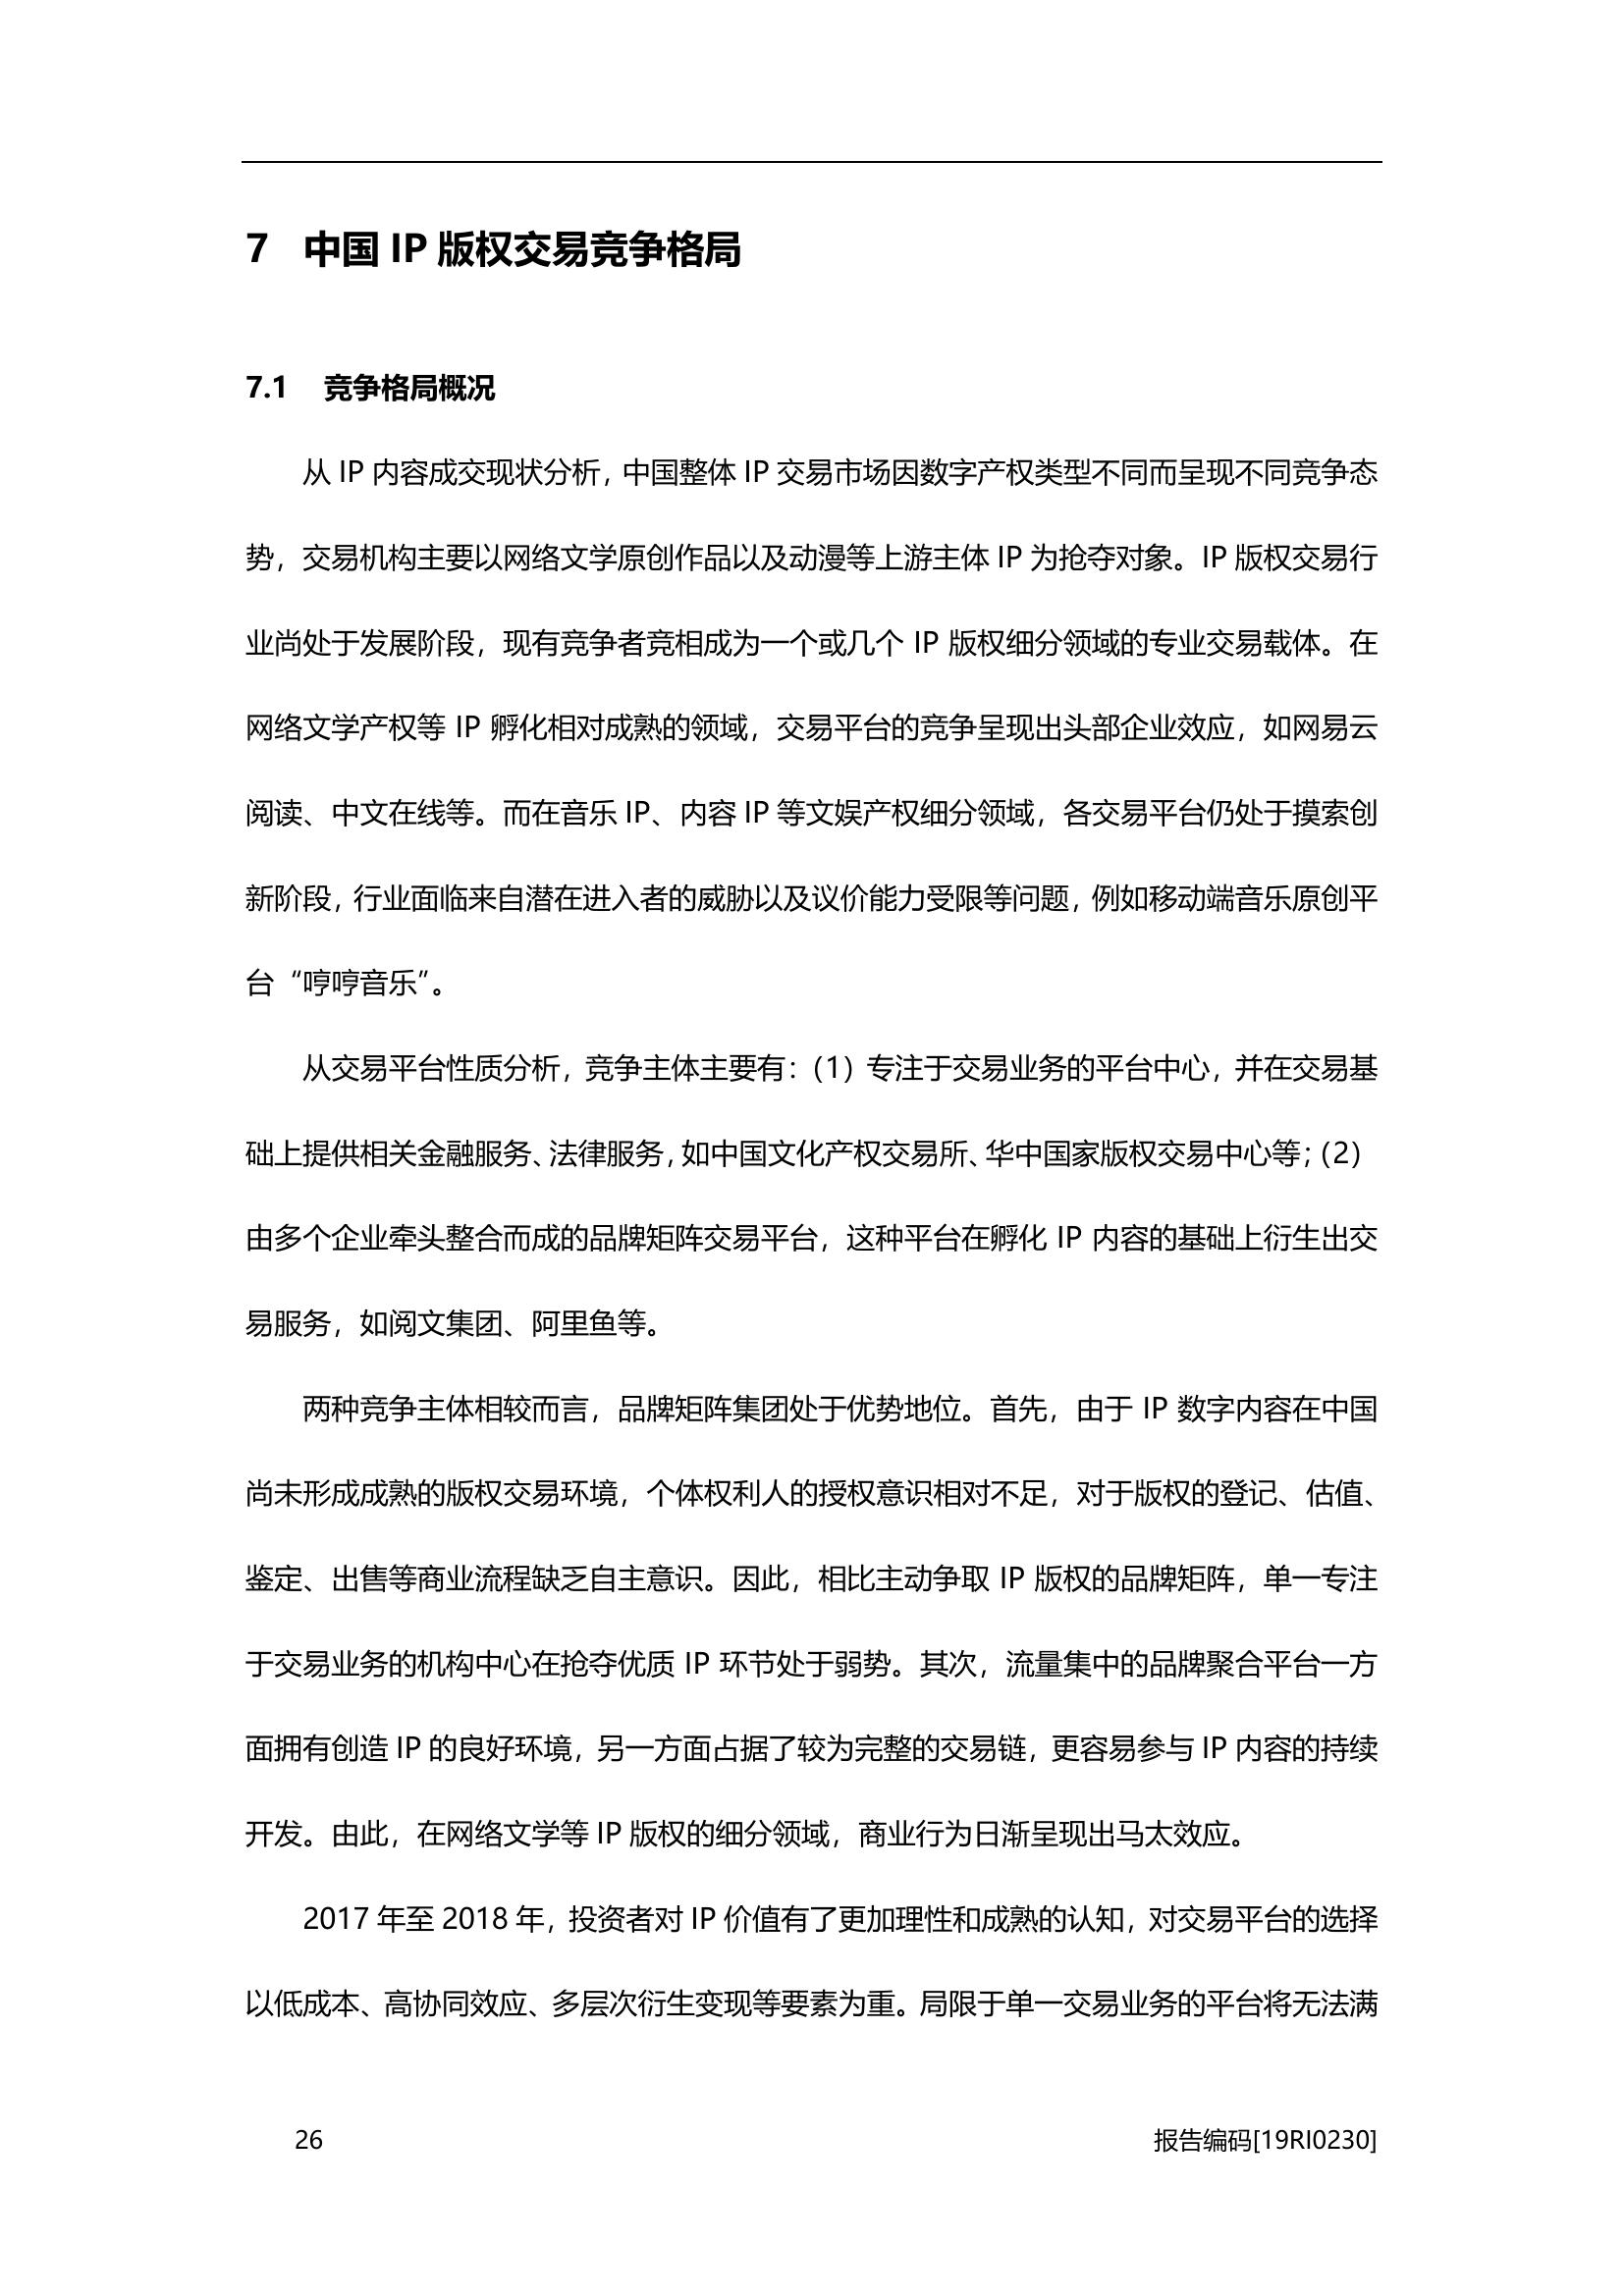 7 中国 IP 版权交易竞争格局
7.1 竞争格局概况
从 IP 内容成交现状分析，中国整体 IP 交易市场因数字产权类型不同而呈现不同竞争态
势，交易机构主要以网络文学原创作品以及动漫等上游主体 IP 为抢夺对象。IP 版权交易行
业尚处于发展阶段，现有竞争者竞相成为一个或几个 IP 版权细分领域的专业交易载体。在
网络文学产权等 IP 孵化相对成熟的领域，交易平台的竞争呈现出头部企业效应，如网易云
阅读、中文在线等。而在音乐 IP、内容 IP 等文娱产权细分领域，各交易平台仍处于摸索创
新阶段，行业面临来自潜在进入者的威胁以及议价能力受限等问题，例如移动端音乐原创平
台“哼哼音乐”。
从交易平台性质分析，竞争主体主要有：（1）专注于交易业务的平台中心，并在交易基
础上提供相关金融服务、法律服务，如中国文化产权交易所、华中国家版权交易中心等；（2）
由多个企业牵头整合而成的品牌矩阵交易平台，这种平台在孵化 IP 内容的基础上衍生出交
易服务，如阅文集团、阿里鱼等。
两种竞争主体相较而言，品牌矩阵集团处于优势地位。首先，由于 IP 数字内容在中国
尚未形成成熟的版权交易环境，个体权利人的授权意识相对不足，对于版权的登记、估值、
鉴定、出售等商业流程缺乏自主意识。因此，相比主动争取 IP 版权的品牌矩阵，单一专注
于交易业务的机构中心在抢夺优质 IP 环节处于弱势。其次，流量集中的品牌聚合平台一方
面拥有创造 IP 的良好环境，另一方面占据了较为完整的交易链，更容易参与 IP 内容的持续
开发。由此，在网络文学等 IP 版权的细分领域，商业行为日渐呈现出马太效应。
2017 年至 2018 年，投资者对 IP 价值有了更加理性和成熟的认知，对交易平台的选择
以低成本、高协同效应、多层次衍生变现等要素为重。局限于单一交易业务的平台将无法满
26 报告编码[19RI0230]